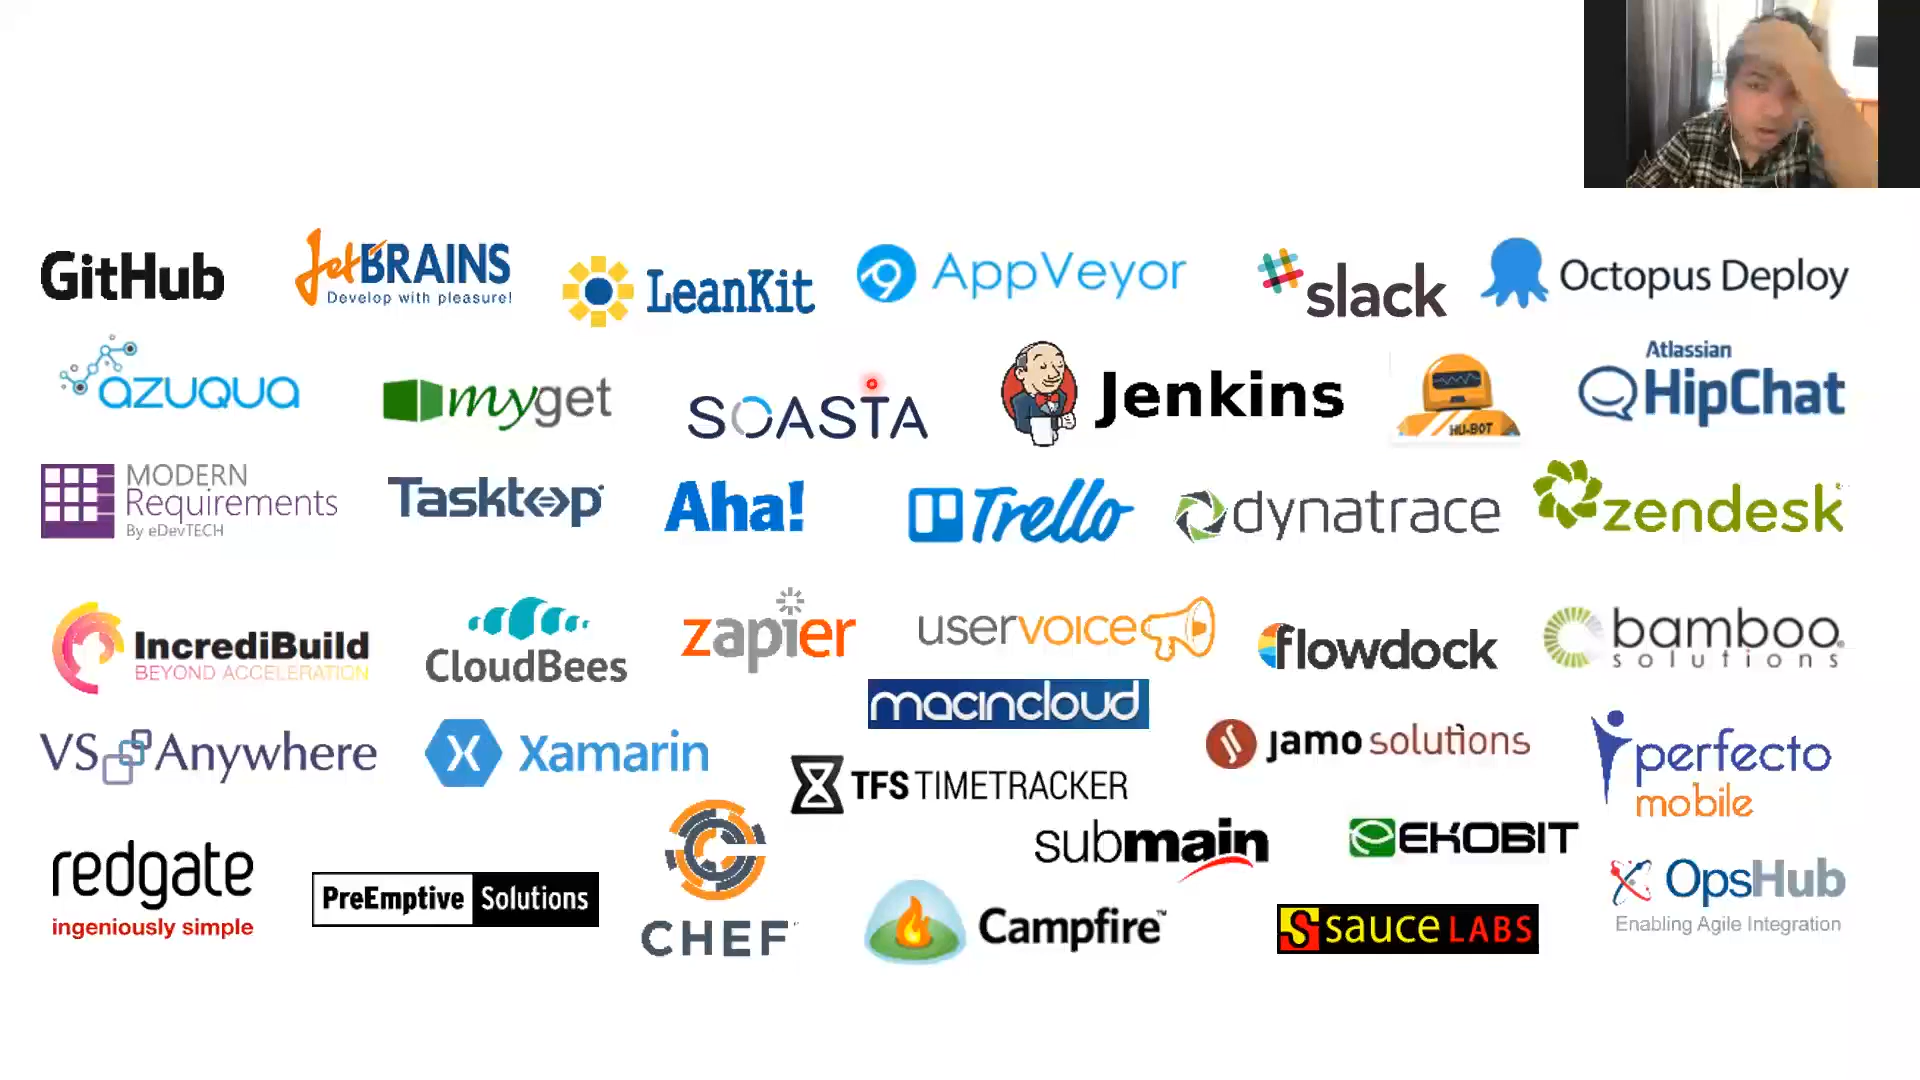 GitHub
JetBRAINS
Develop with pleasure!
LeanKit
AppVeyor
slack
Octopus Deploy
azuqua
myget
SOASTA
Jenkins
HU-BOT
Atlassian
HipChat
MODERN
Requirements
By eDevTECH
Tasktop
Aha!
Trello
dynatrace
zendesk
IncrediBuild
BEYOND ACCELERATION
CloudBees
zapier
uservoice
flowdock
bamboo
solutions
macincloud
VS Anywhere
Xamarin
TFS TIMETRACKER
jamo solutions
perfecto
mobile
redgate
ingeniously simple
PreEmptive Solutions
CHEF
submain
EKOBIT
Campfire™
SAUCE LABS
OpsHub
Enabling Agile Integration